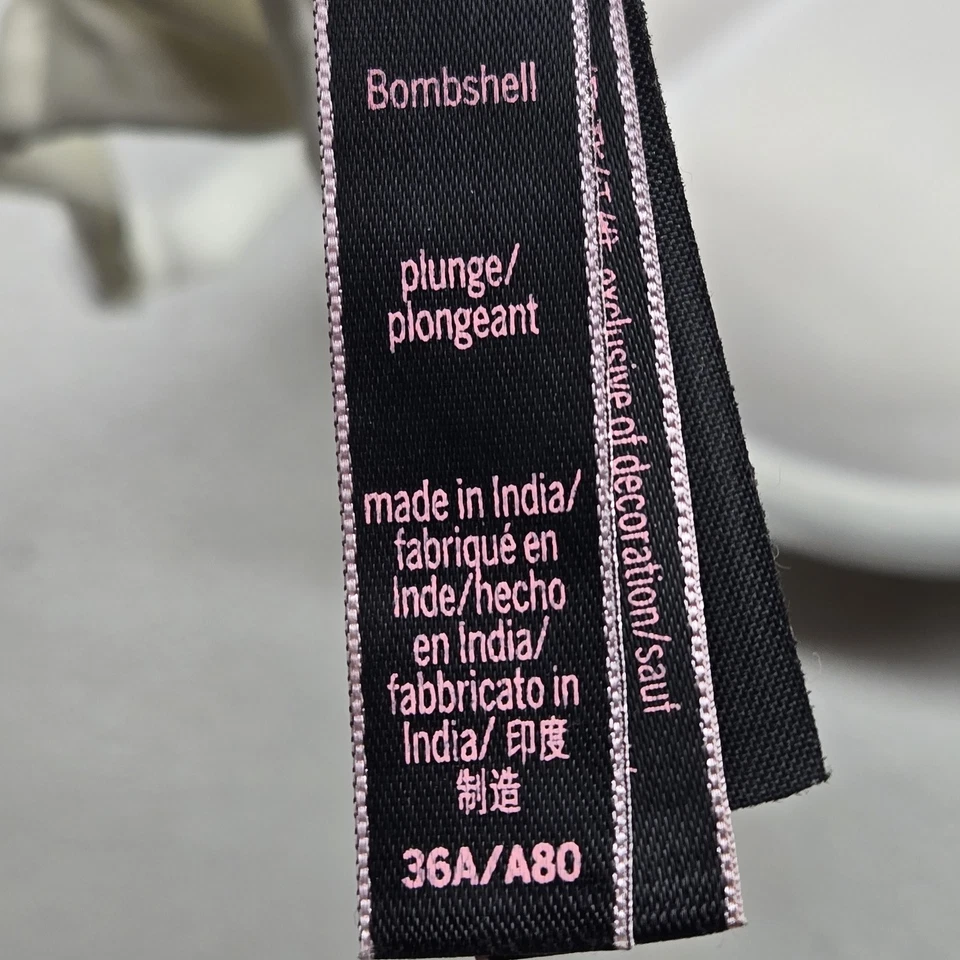 Bombshell
plunge/
plongeant
made in India/
fabriqué en
Inde/hecho
en India/
fabbricato in
India/ 印度
制造
36A/A80
exclusive of decoration/sauf